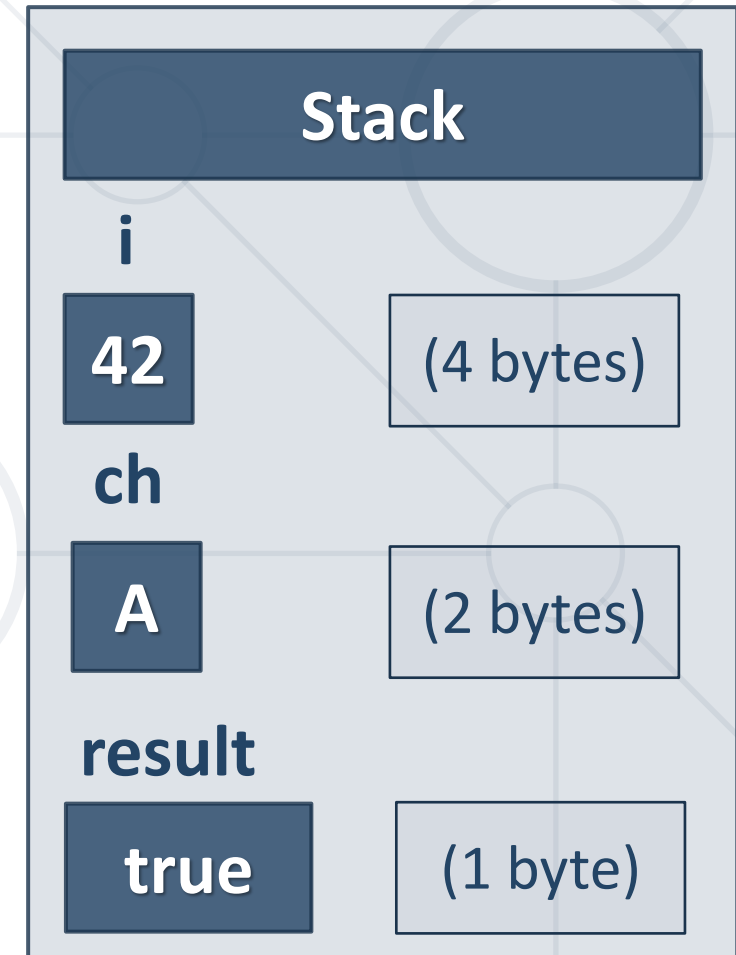 Stack
i
42 (4 bytes)
ch
A (2 bytes)
result
true (1 byte)